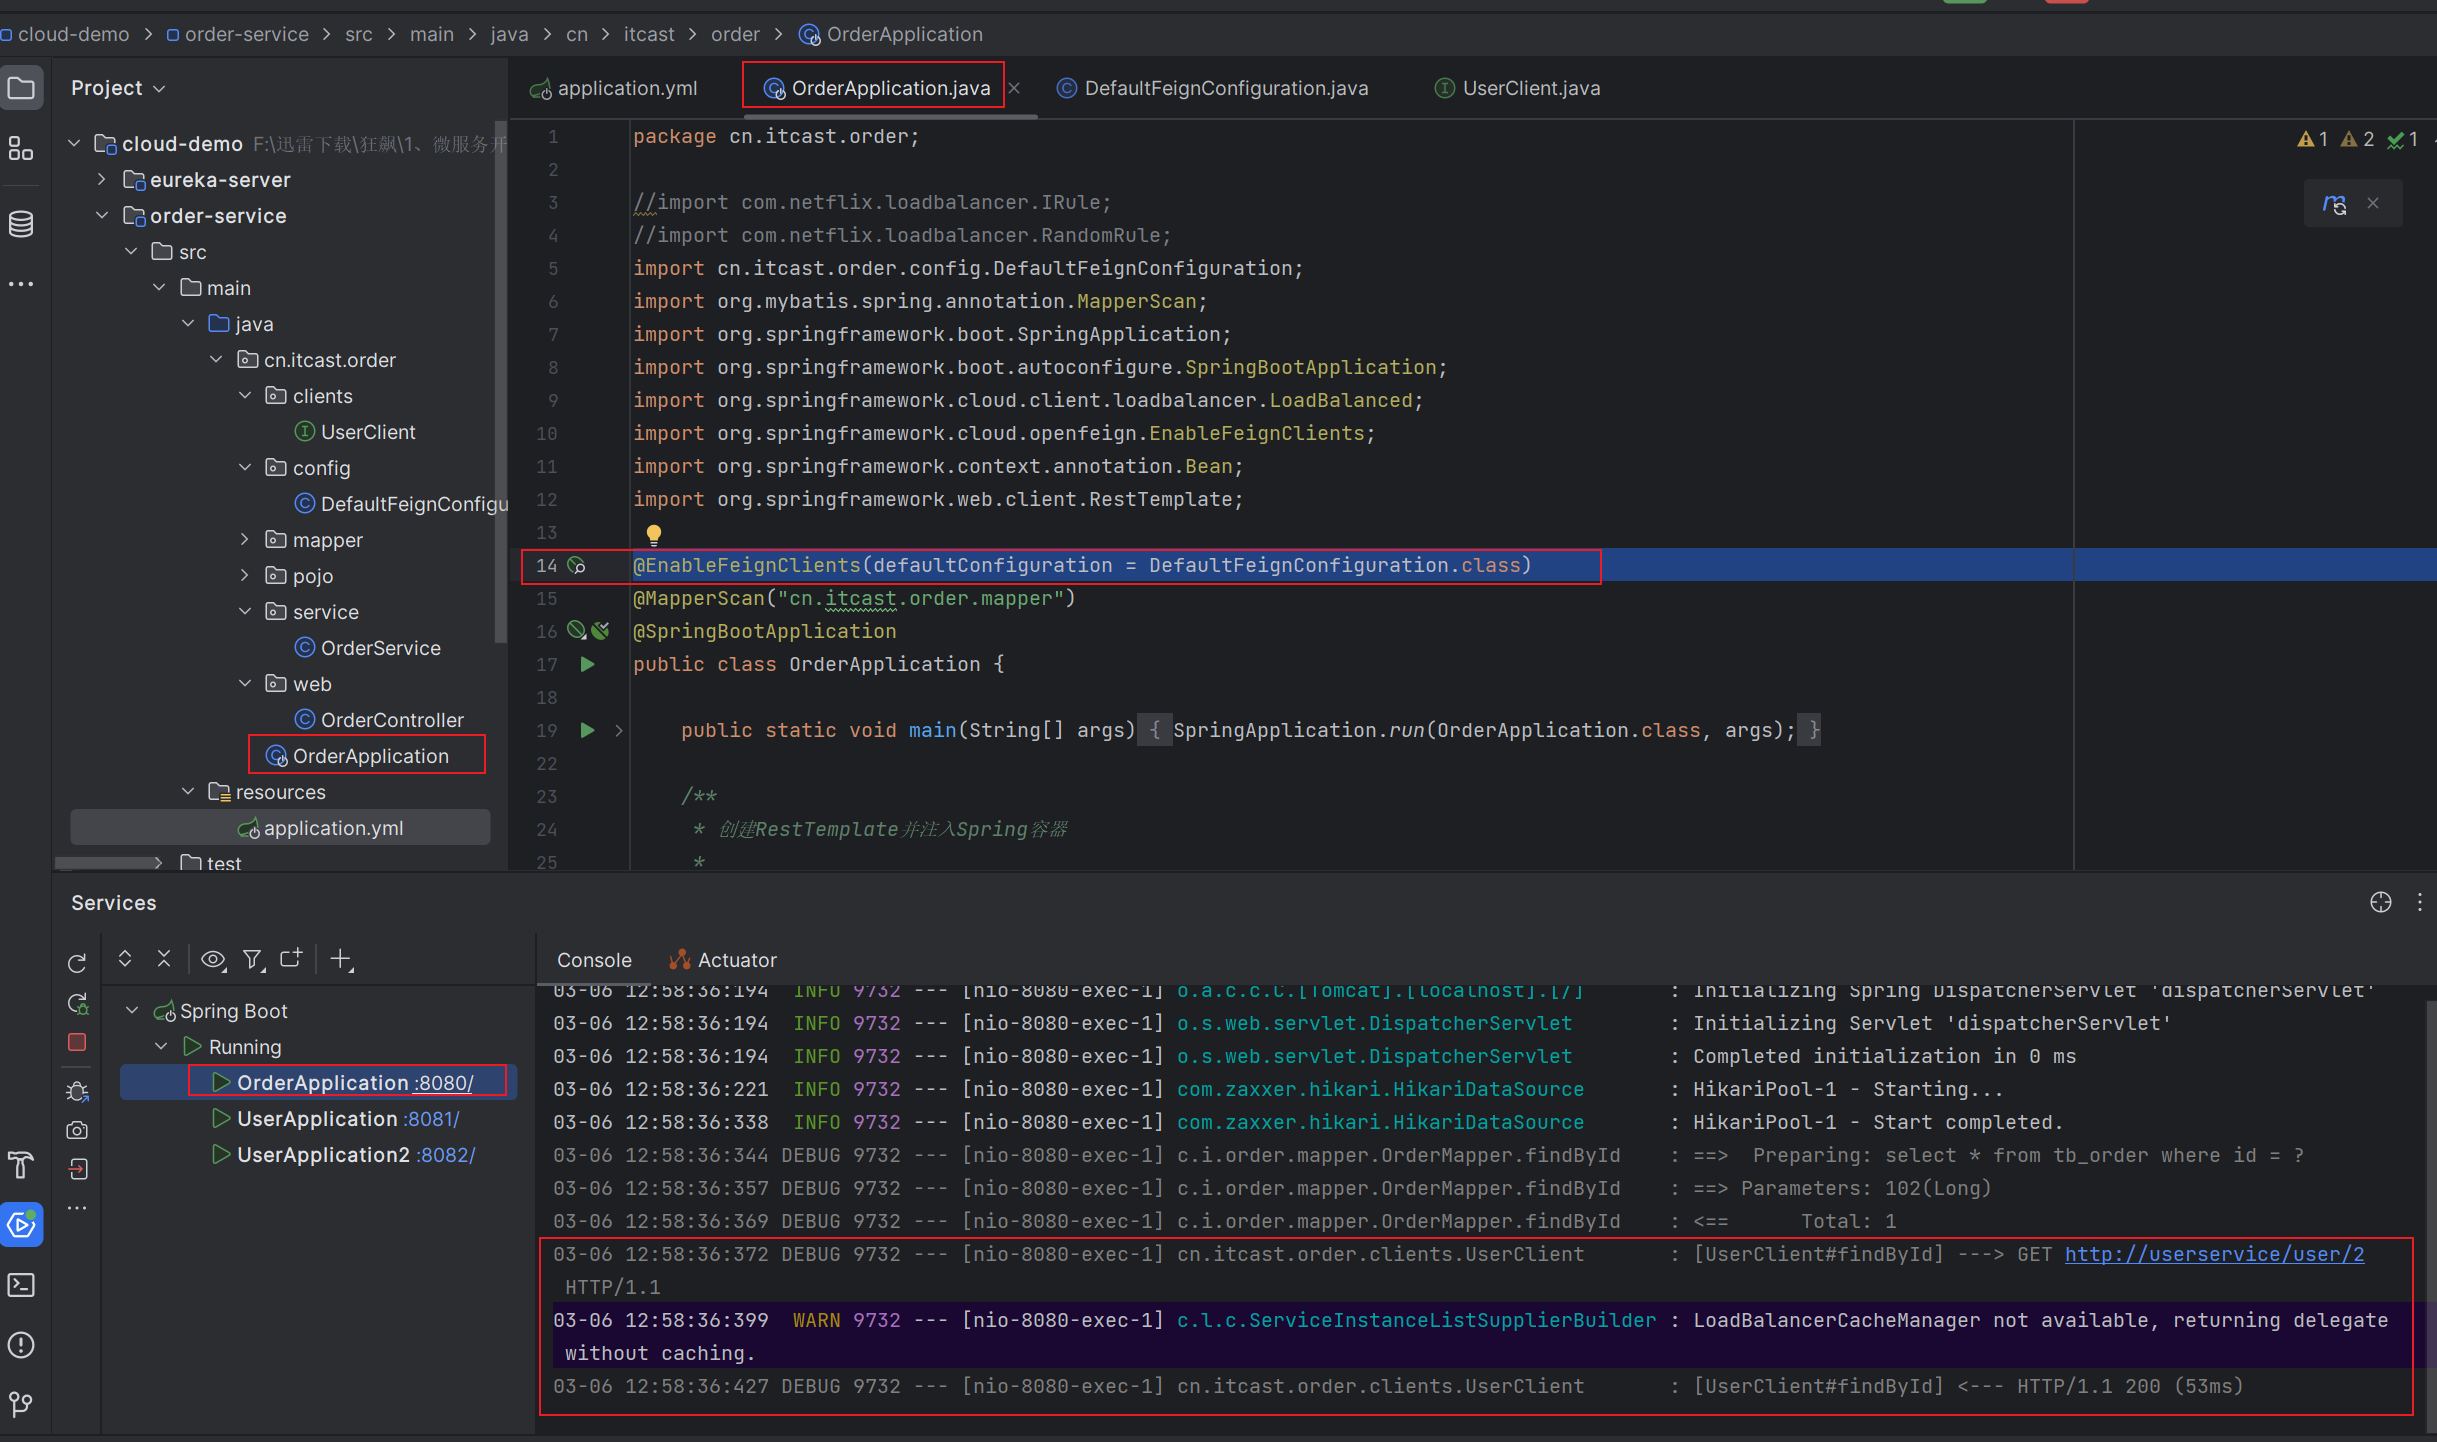 cloud-demo > order-service > src > main > java > cn > itcast > order > OrderApplication
Project
application.yml
OrderApplication.java
DefaultFeignConfiguration.java
UserClient.java
cloud-demo F:\迅雷下载\狂飙\1、微服务开
eureka-server
order-service
src
main
java
cn.itcast.order
clients
UserClient
config
DefaultFeignConfigu
mapper
pojo
service
OrderService
web
OrderController
OrderApplication
resources
application.yml
test
1 2 1
1 package cn.itcast.order;
2
3 //import com.netflix.loadbalancer.IRule;
4 //import com.netflix.loadbalancer.RandomRule;
5 import cn.itcast.order.config.DefaultFeignConfiguration;
6 import org.mybatis.spring.annotation.MapperScan;
7 import org.springframework.boot.SpringApplication;
8 import org.springframework.boot.autoconfigure.SpringBootApplication;
9 import org.springframework.cloud.client.loadbalancer.LoadBalanced;
10 import org.springframework.cloud.openfeign.EnableFeignClients;
11 import org.springframework.context.annotation.Bean;
12 import org.springframework.web.client.RestTemplate;
13
14 @EnableFeignClients(defaultConfiguration = DefaultFeignConfiguration.class)
15 @MapperScan("cn.itcast.order.mapper")
16 @SpringBootApplication
17 public class OrderApplication {
18
19 public static void main(String[] args) { SpringApplication.run(OrderApplication.class, args); }
22
23 /**
24 * 创建RestTemplate并注入Spring容器
25 *
Services
Console
Actuator
Spring Boot
Running
OrderApplication :8080/
UserApplication :8081/
UserApplication2 :8082/
03-06 12:58:36:194 INFO 9732 --- [nio-8080-exec-1] o.a.c.c.C.[Tomcat].[localhost].[/] : Initializing Spring DispatcherServlet 'dispatcherServlet'
03-06 12:58:36:194 INFO 9732 --- [nio-8080-exec-1] o.s.web.servlet.DispatcherServlet : Initializing Servlet 'dispatcherServlet'
03-06 12:58:36:194 INFO 9732 --- [nio-8080-exec-1] o.s.web.servlet.DispatcherServlet : Completed initialization in 0 ms
03-06 12:58:36:221 INFO 9732 --- [nio-8080-exec-1] com.zaxxer.hikari.HikariDataSource : HikariPool-1 - Starting...
03-06 12:58:36:338 INFO 9732 --- [nio-8080-exec-1] com.zaxxer.hikari.HikariDataSource : HikariPool-1 - Start completed.
03-06 12:58:36:344 DEBUG 9732 --- [nio-8080-exec-1] c.i.order.mapper.OrderMapper.findById : ==>  Preparing: select * from tb_order where id = ?
03-06 12:58:36:357 DEBUG 9732 --- [nio-8080-exec-1] c.i.order.mapper.OrderMapper.findById : ==> Parameters: 102(Long)
03-06 12:58:36:369 DEBUG 9732 --- [nio-8080-exec-1] c.i.order.mapper.OrderMapper.findById : <==      Total: 1
03-06 12:58:36:372 DEBUG 9732 --- [nio-8080-exec-1] cn.itcast.order.clients.UserClient : [UserClient#findById] ---> GET http://userservice/user/2
HTTP/1.1
03-06 12:58:36:399 WARN 9732 --- [nio-8080-exec-1] c.l.c.ServiceInstanceListSupplierBuilder : LoadBalancerCacheManager not available, returning delegate
without caching.
03-06 12:58:36:427 DEBUG 9732 --- [nio-8080-exec-1] cn.itcast.order.clients.UserClient : [UserClient#findById] <--- HTTP/1.1 200 (53ms)